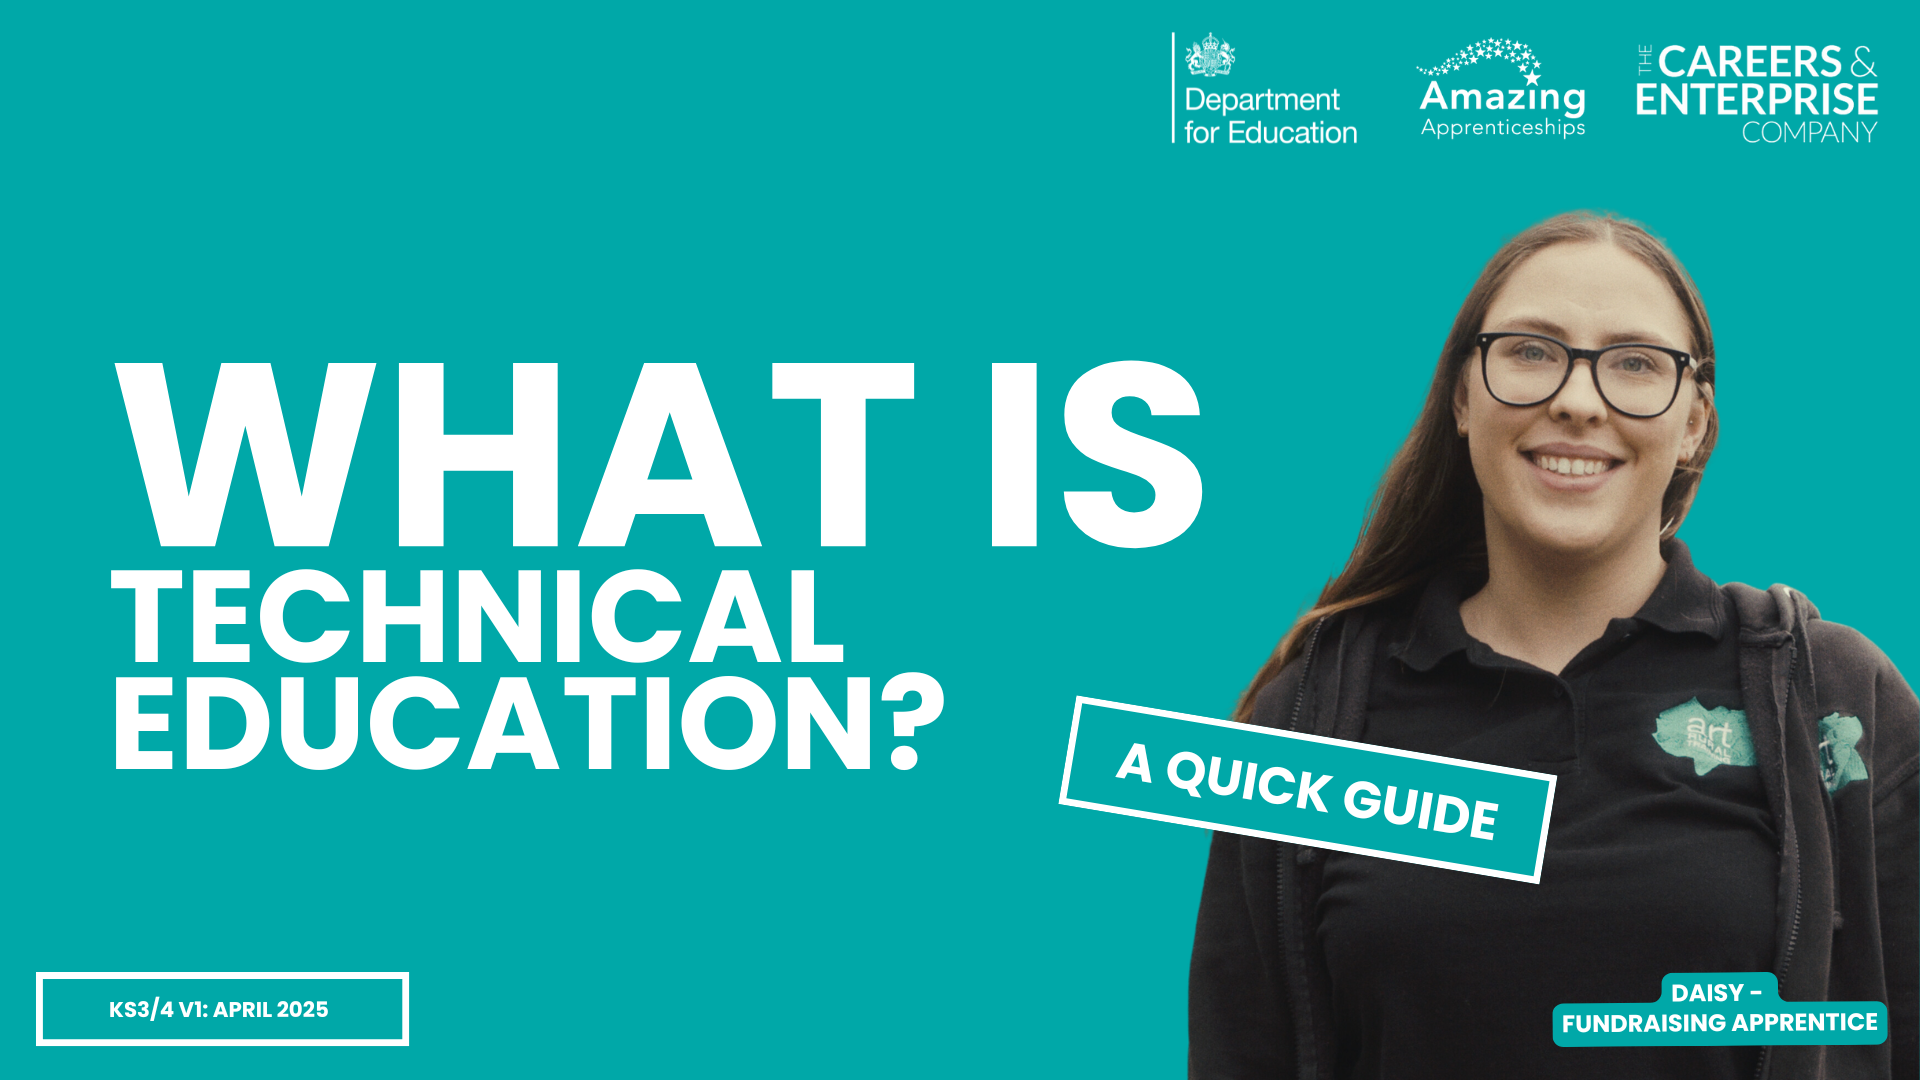 Department
for Education
Amazing
Apprenticeships
THE
CAREERS &
ENTERPRISE
COMPANY
WHAT IS
TECHNICAL
EDUCATION?
A QUICK GUIDE
art
KS3/4 V1: APRIL 2025
DAISY -
FUNDRAISING APPRENTICE